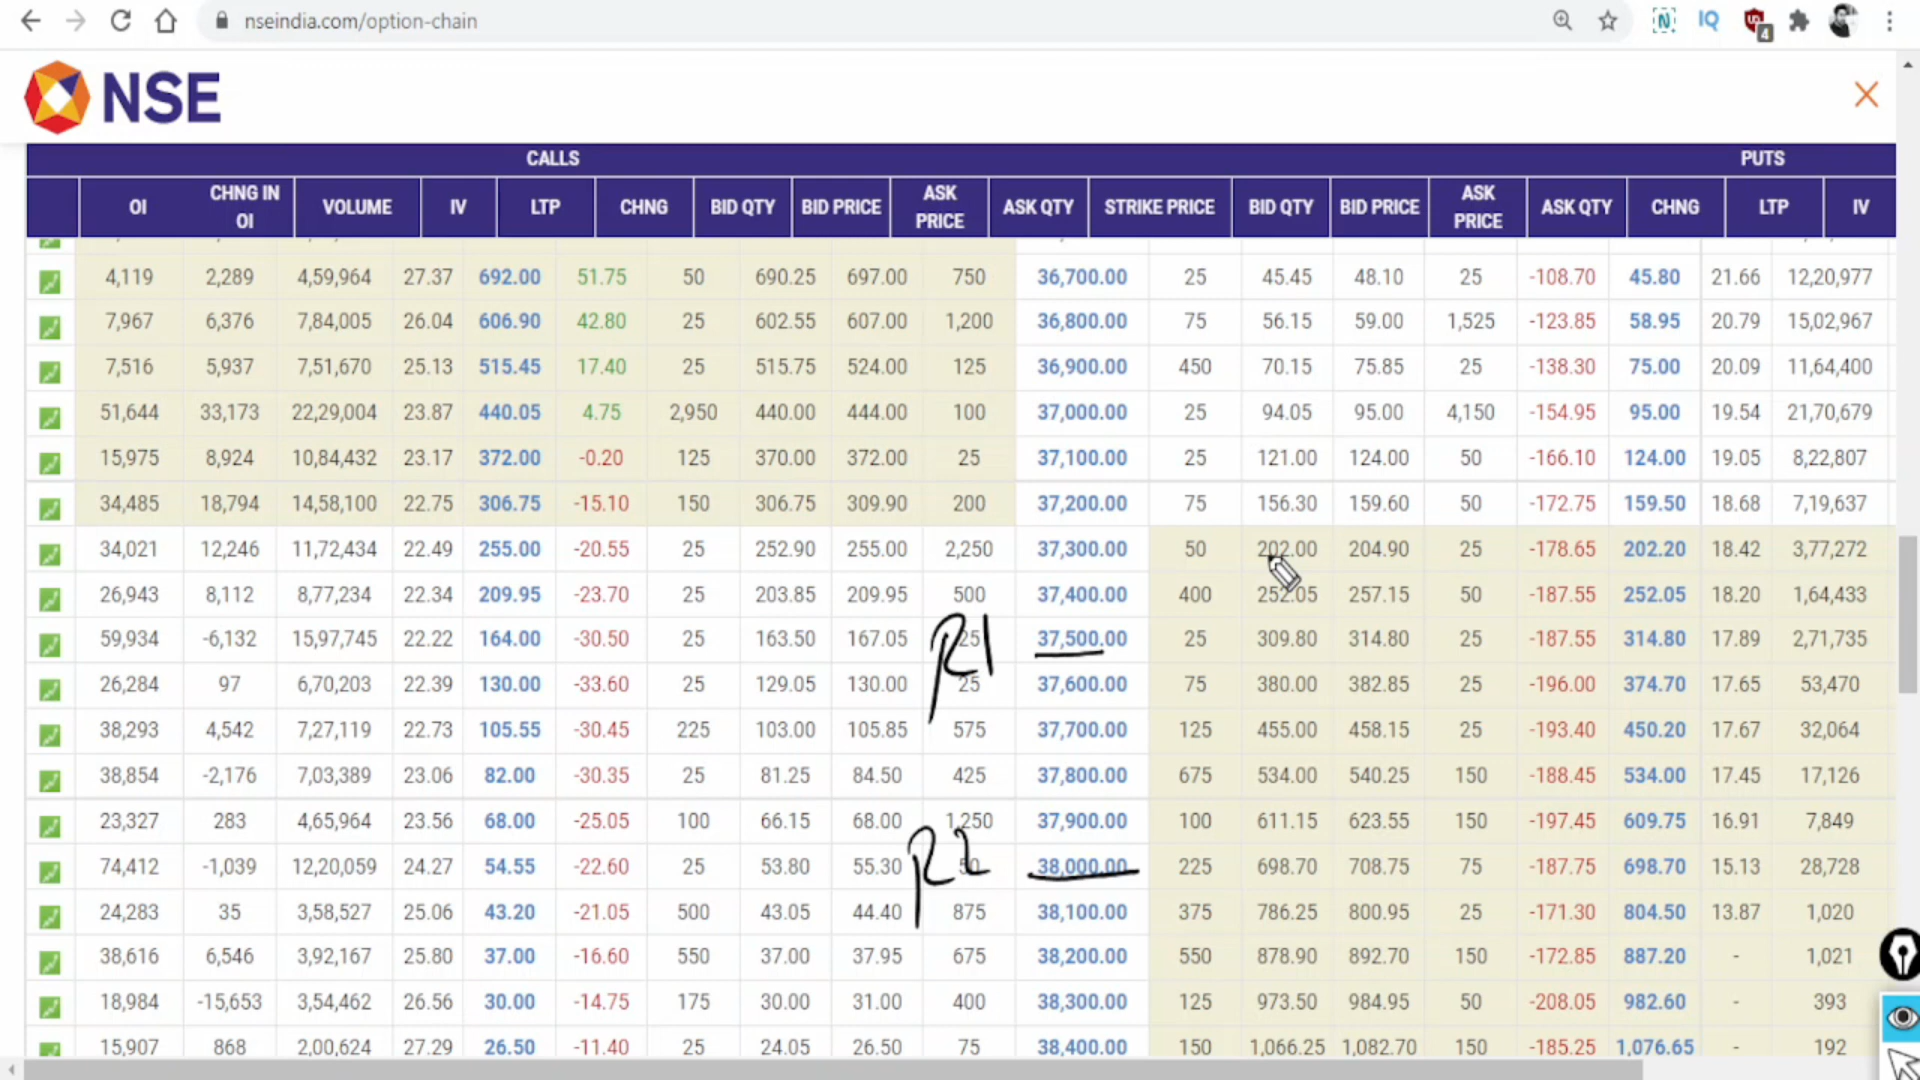 nseindia.com/option-chain
N IQ UD 4
NSE
CALLS PUTS
OI CHNG IN OI VOLUME IV LTP CHNG BID QTY BID PRICE ASK PRICE ASK QTY STRIKE PRICE BID QTY BID PRICE ASK PRICE ASK QTY CHNG LTP IV
4,119 2,289 4,59,964 27.37 692.00 51.75 50 690.25 697.00 750 36,700.00 25 45.45 48.10 25 -108.70 45.80 21.66 12,20,977
7,967 6,376 7,84,005 26.04 606.90 42.80 25 602.55 607.00 1,200 36,800.00 75 56.15 59.00 1,525 -123.85 58.95 20.79 15,02,967
7,516 5,937 7,51,670 25.13 515.45 17.40 25 515.75 524.00 125 36,900.00 450 70.15 75.85 25 -138.30 75.00 20.09 11,64,400
51,644 33,173 22,29,004 23.87 440.05 4.75 2,950 440.00 444.00 100 37,000.00 25 94.05 95.00 4,150 -154.95 95.00 19.54 21,70,679
15,975 8,924 10,84,432 23.17 372.00 -0.20 125 370.00 372.00 25 37,100.00 25 121.00 124.00 50 -166.10 124.00 19.05 8,22,807
34,485 18,794 14,58,100 22.75 306.75 -15.10 150 306.75 309.90 200 37,200.00 75 156.30 159.60 50 -172.75 159.50 18.68 7,19,637
34,021 12,246 11,72,434 22.49 255.00 -20.55 25 252.90 255.00 2,250 37,300.00 50 202.00 204.90 25 -178.65 202.20 18.42 3,77,272
26,943 8,112 8,77,234 22.34 209.95 -23.70 25 203.85 209.95 500 37,400.00 400 252.05 257.15 50 -187.55 252.05 18.20 1,64,433
59,934 -6,132 15,97,745 22.22 164.00 -30.50 25 163.50 167.05 R1 25 37,500.00 25 309.80 314.80 25 -187.55 314.80 17.89 2,71,735
26,284 97 6,70,203 22.39 130.00 -33.60 25 129.05 130.00 25 37,600.00 75 380.00 382.85 25 -196.00 374.70 17.65 53,470
38,293 4,542 7,27,119 22.73 105.55 -30.45 225 103.00 105.85 575 37,700.00 125 455.00 458.15 25 -193.40 450.20 17.67 32,064
38,854 -2,176 7,03,389 23.06 82.00 -30.35 25 81.25 84.50 425 37,800.00 675 534.00 540.25 150 -188.45 534.00 17.45 17,126
23,327 283 4,65,964 23.56 68.00 -25.05 100 66.15 68.00 1,250 37,900.00 100 611.15 623.55 150 -197.45 609.75 16.91 7,849
74,412 -1,039 12,20,059 24.27 54.55 -22.60 25 53.80 55.30 R2 50 38,000.00 225 698.70 708.75 75 -187.75 698.70 15.13 28,728
24,283 35 3,58,527 25.06 43.20 -21.05 500 43.05 44.40 875 38,100.00 375 786.25 800.95 25 -171.30 804.50 13.87 1,020
38,616 6,546 3,92,167 25.80 37.00 -16.60 550 37.00 37.95 675 38,200.00 550 878.90 892.70 150 -172.85 887.20 - 1,021
18,984 -15,653 3,54,462 26.56 30.00 -14.75 175 30.00 31.00 400 38,300.00 125 973.50 984.95 50 -208.05 982.60 - 393
15,907 868 2,00,624 27.29 26.50 -11.40 25 24.05 26.50 75 38,400.00 150 1,066.25 1,082.70 150 -185.25 1,076.65 - 192